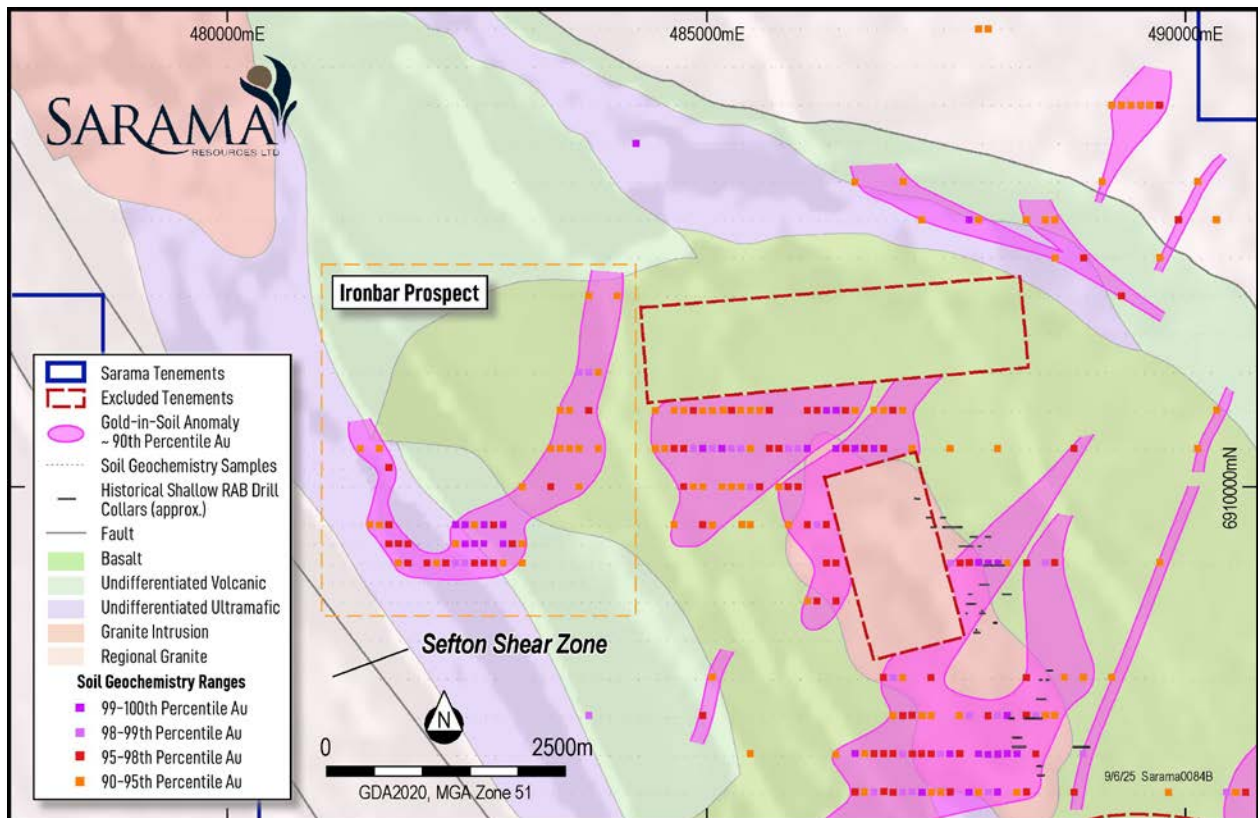 480000mE
485000mE
490000mE
SARAMA
RESOURCES LTD
Ironbar Prospect
Sarama Tenements
Excluded Tenements
Gold-in-Soil Anomaly
~ 90th Percentile Au
Soil Geochemistry Samples
Historical Shallow RAB Drill
Collars (approx.)
Fault
Basalt
Undifferentiated Volcanic
Undifferentiated Ultramafic
Granite Intrusion
Regional Granite
Soil Geochemistry Ranges
99–100th Percentile Au
98–99th Percentile Au
95–98th Percentile Au
90–95th Percentile Au
6910000mN
Sefton Shear Zone
N
0 2500m
GDA2020, MGA Zone 51
9/6/25 Sarama0084B